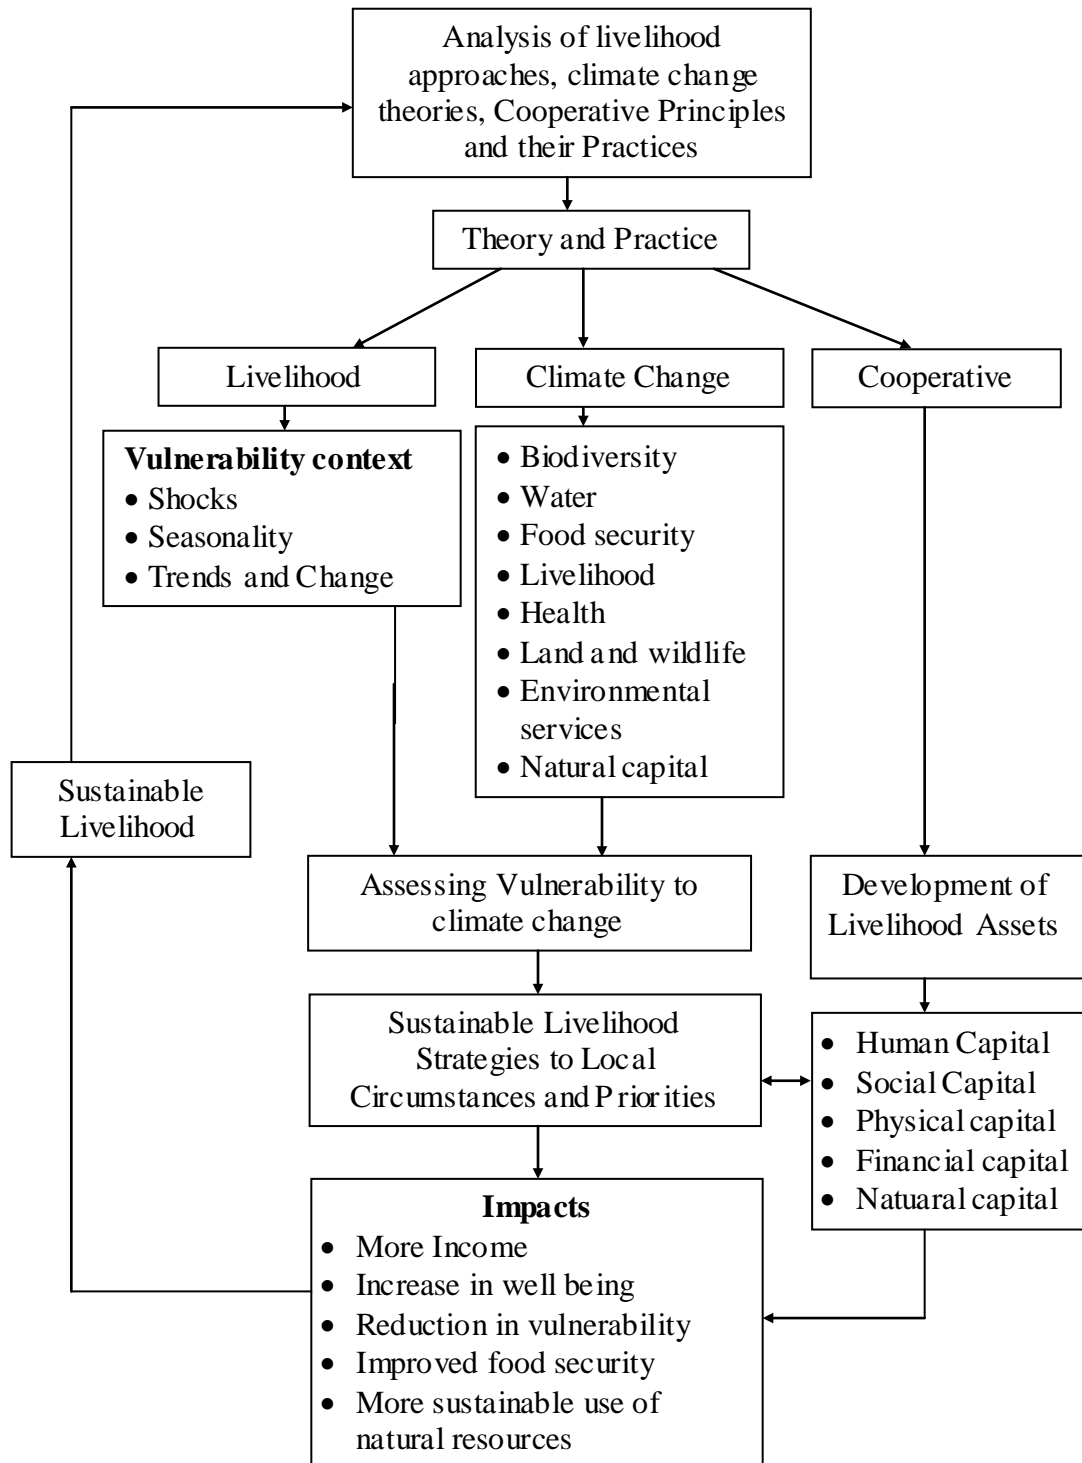 Analysis of livelihood
approaches, climate change
theories, Cooperative Principles
and their Practices
Theory and Practice
Livelihood
Climate Change
Cooperative
Vulnerability context
• Shocks
• Seasonality
• Trends and Change
• Biodiversity
• Water
• Food security
• Livelihood
• Health
• Land and wildlife
• Environmental
services
• Natural capital
Sustainable
Livelihood
Assessing Vulnerability to
climate change
Development of
Livelihood Assets
Sustainable Livelihood
Strategies to Local
Circumstances and Priorities
• Human Capital
• Social Capital
• Physical capital
• Financial capital
• Natuaral capital
Impacts
• More Income
• Increase in well being
• Reduction in vulnerability
• Improved food security
• More sustainable use of
natural resources